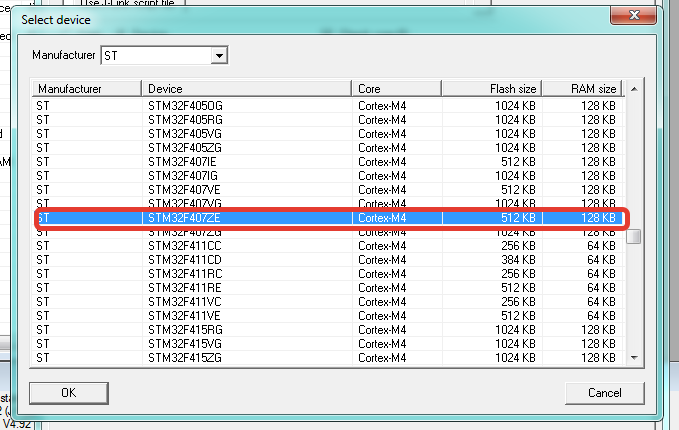 Use J-Link script file
Select device
Manufacturer ST
Manufacturer Device Core Flash size RAM size
ST STM32F405OG Cortex-M4 1024 KB 128 KB
ST STM32F405RG Cortex-M4 1024 KB 128 KB
ST STM32F405VG Cortex-M4 1024 KB 128 KB
ST STM32F405ZG Cortex-M4 1024 KB 128 KB
ST STM32F407IE Cortex-M4 512 KB 128 KB
ST STM32F407IG Cortex-M4 1024 KB 128 KB
ST STM32F407VE Cortex-M4 512 KB 128 KB
ST STM32F407VG Cortex-M4 1024 KB 128 KB
ST STM32F407ZE Cortex-M4 512 KB 128 KB
ST STM32F407ZG Cortex-M4 1024 KB 128 KB
ST STM32F411CC Cortex-M4 256 KB 64 KB
ST STM32F411CD Cortex-M4 384 KB 64 KB
ST STM32F411RC Cortex-M4 256 KB 64 KB
ST STM32F411RE Cortex-M4 512 KB 64 KB
ST STM32F411VC Cortex-M4 256 KB 64 KB
ST STM32F411VE Cortex-M4 512 KB 64 KB
ST STM32F415RG Cortex-M4 1024 KB 128 KB
ST STM32F415VG Cortex-M4 1024 KB 128 KB
ST STM32F415ZG Cortex-M4 1024 KB 128 KB
OK Cancel
V4.92